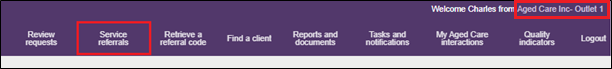 Welcome Charles from Aged Care Inc- Outlet 1
Review requests
Service referrals
Retrieve a referral code
Find a client
Reports and documents
Tasks and notifications
My Aged Care interactions
Quality indicators
Logout